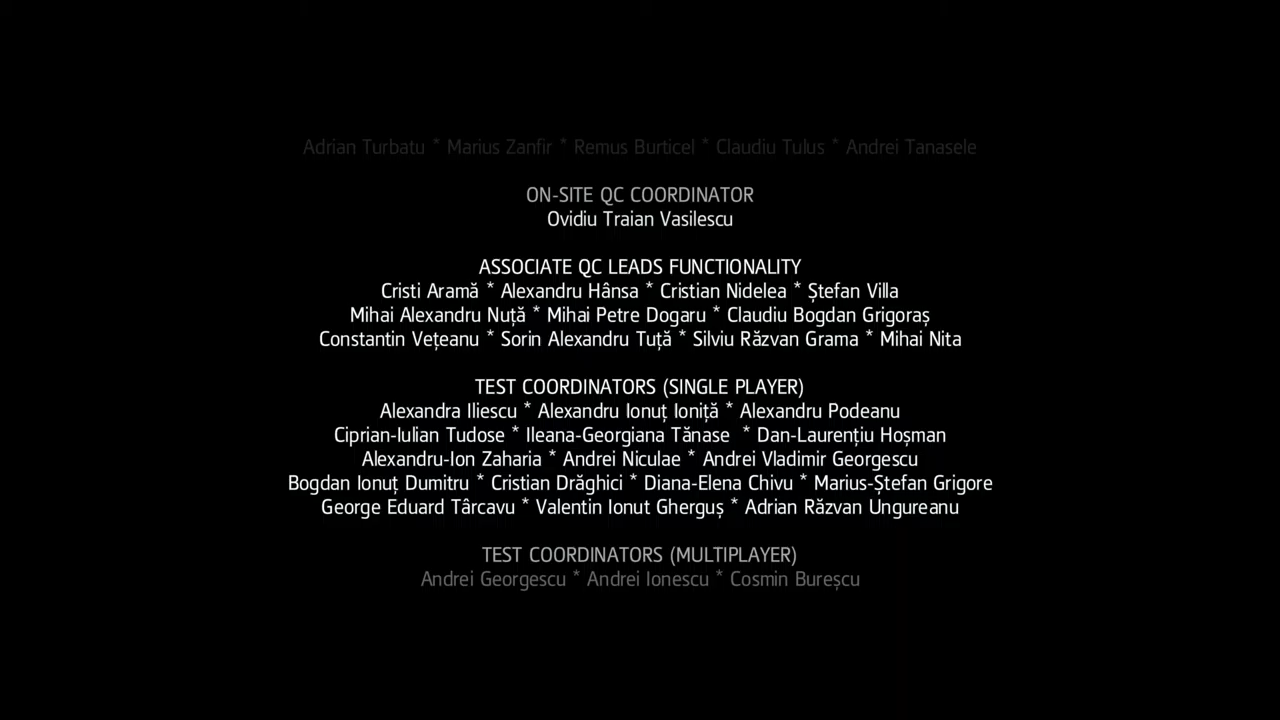 Adrian Turbatu * Marius Zanfir * Remus Burticel * Claudiu Tulus * Andrei Tanasele
ON-SITE QC COORDINATOR
Ovidiu Traian Vasilescu
ASSOCIATE QC LEADS FUNCTIONALITY
Cristi Aramă * Alexandru Hânsa * Cristian Nidelea * Ștefan Villa
Mihai Alexandru Nuță * Mihai Petre Dogaru * Claudiu Bogdan Grigoraș
Constantin Vețeanu * Sorin Alexandru Tuță * Silviu Răzvan Grama * Mihai Nita
TEST COORDINATORS (SINGLE PLAYER)
Alexandra Iliescu * Alexandru Ionuț Ioniță * Alexandru Podeanu
Ciprian-Iulian Tudose * Ileana-Georgiana Tănase * Dan-Laurențiu Hoșman
Alexandru-Ion Zaharia * Andrei Niculae * Andrei Vladimir Georgescu
Bogdan Ionuț Dumitru * Cristian Drăghici * Diana-Elena Chivu * Marius-Ștefan Grigore
George Eduard Târcavu * Valentin Ionut Gherguș * Adrian Răzvan Ungureanu
TEST COORDINATORS (MULTIPLAYER)
Andrei Georgescu * Andrei Ionescu * Cosmin Bureșcu